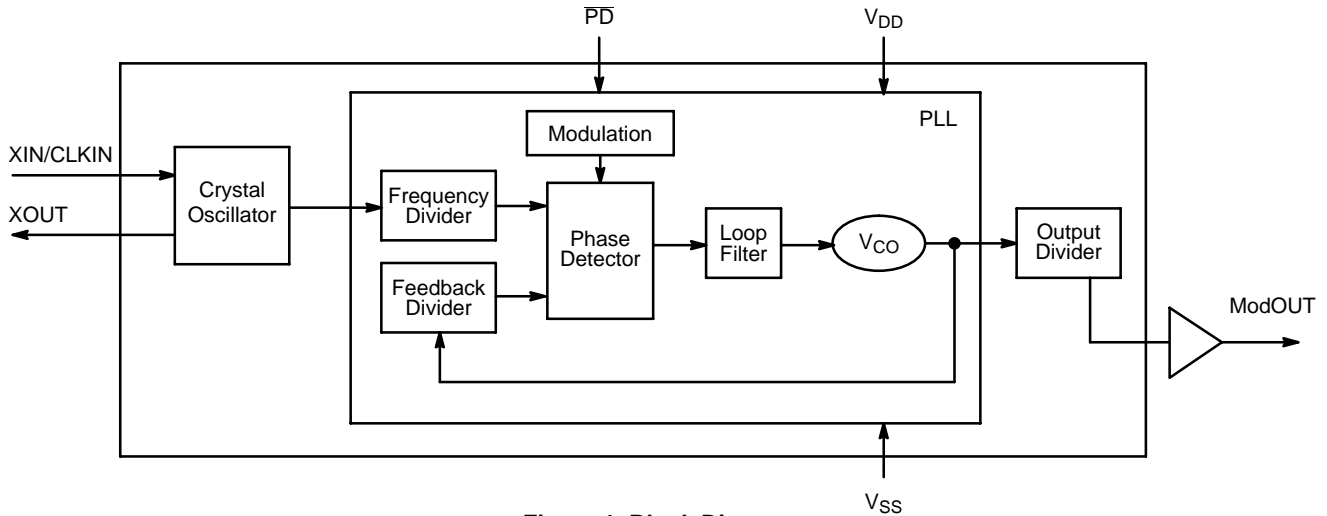 PD
VDD
PLL
Modulation
XIN/CLKIN
XOUT
Crystal
Oscillator
Frequency
Divider
Phase
Detector
Loop
Filter
VCO
Output
Divider
Feedback
Divider
ModOUT
VSS